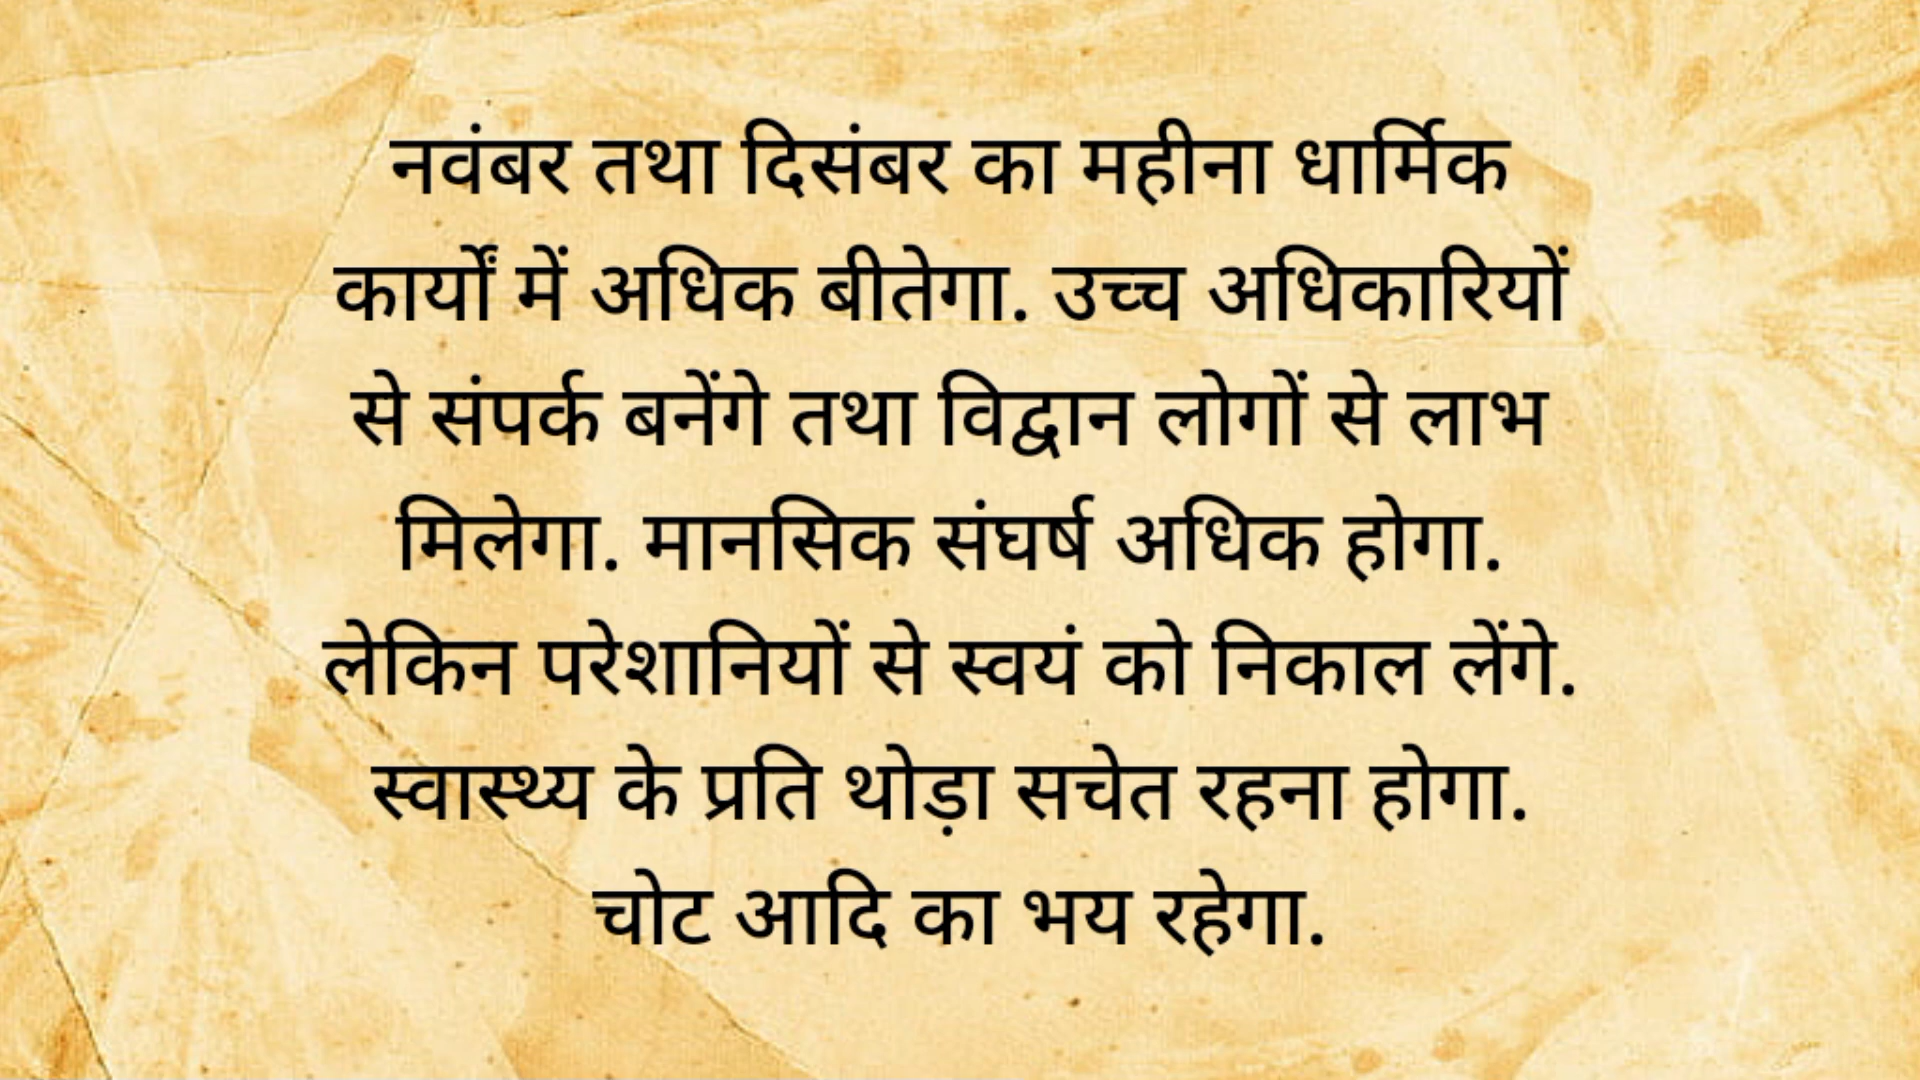 नवंबर तथा दिसंबर का महीना धार्मिक
कार्यों में अधिक बीतेगा. उच्च अधिकारियों
से संपर्क बनेंगे तथा विद्वान लोगों से लाभ
मिलेगा. मानसिक संघर्ष अधिक होगा.
लेकिन परेशानियों से स्वयं को निकाल लेंगे.
स्वास्थ्य के प्रति थोड़ा सचेत रहना होगा.
चोट आदि का भय रहेगा.